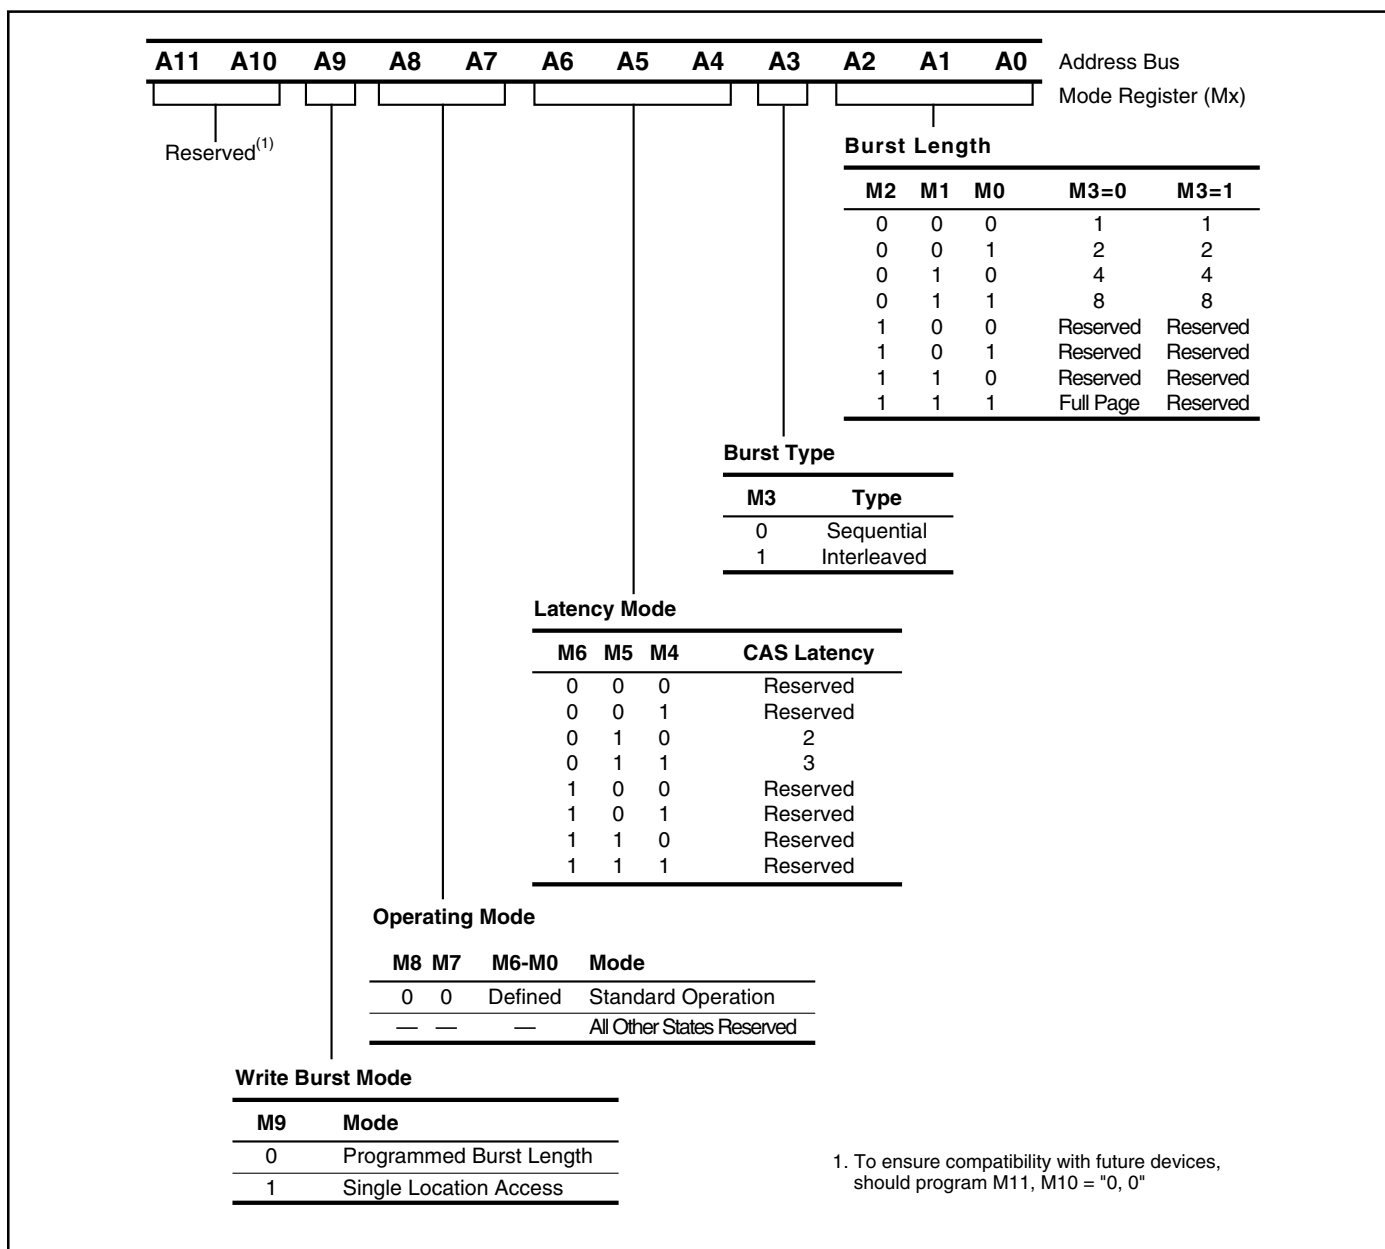 A11 A10 A9 A8 A7 A6 A5 A4 A3 A2 A1 A0 Address Bus
Mode Register (Mx)
Reserved(1)
Burst Length
M2 M1 M0 M3=0 M3=1
0 0 0 1 1
0 0 1 2 2
0 1 0 4 4
0 1 1 8 8
1 0 0 Reserved Reserved
1 0 1 Reserved Reserved
1 1 0 Reserved Reserved
1 1 1 Full Page Reserved
Burst Type
M3 Type
0 Sequential
1 Interleaved
Latency Mode
M6 M5 M4 CAS Latency
0 0 0 Reserved
0 0 1 Reserved
0 1 0 2
0 1 1 3
1 0 0 Reserved
1 0 1 Reserved
1 1 0 Reserved
1 1 1 Reserved
Operating Mode
M8 M7 M6-M0 Mode
0 0 Defined Standard Operation
— — — All Other States Reserved
Write Burst Mode
M9 Mode
0 Programmed Burst Length
1 Single Location Access
1. To ensure compatibility with future devices,
should program M11, M10 = "0, 0"